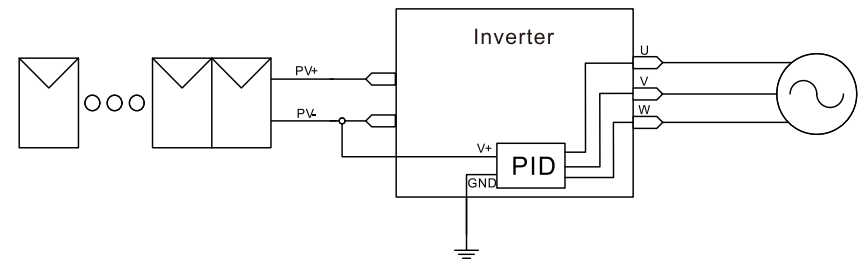 Inverter
U
PV+
V
PV-
W
V+
PID
GND